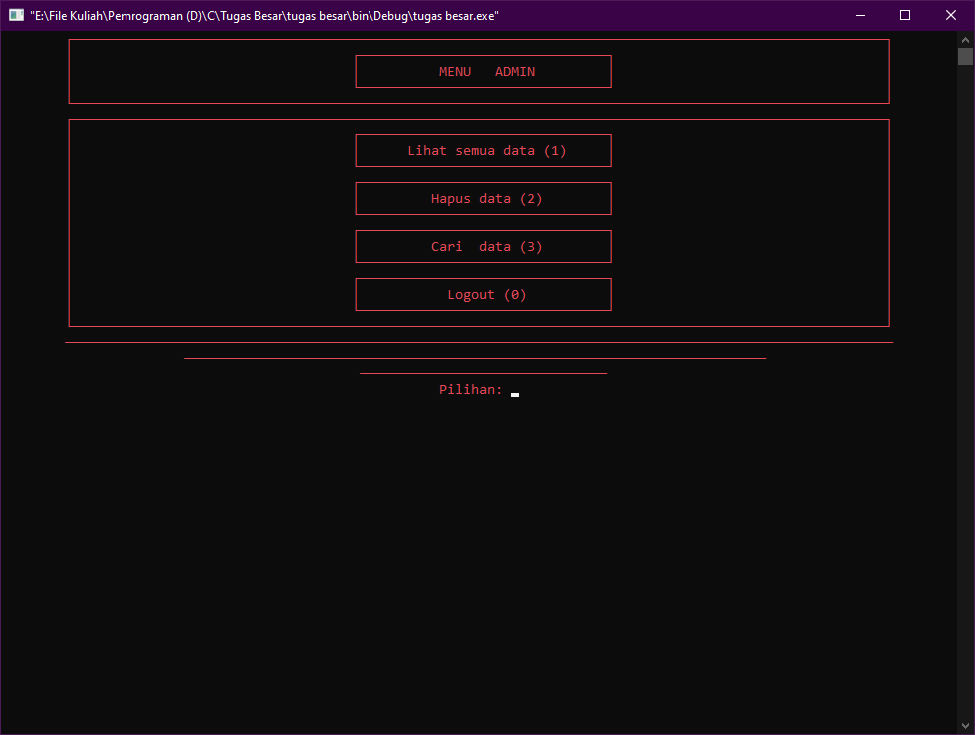 "E:\File Kuliah\Pemrograman (D)\C\Tugas Besar\tugas besar\bin\Debug\tugas besar.exe"
MENU   ADMIN
Lihat semua data (1)
Hapus data (2)
Cari  data (3)
Logout (0)
Pilihan: